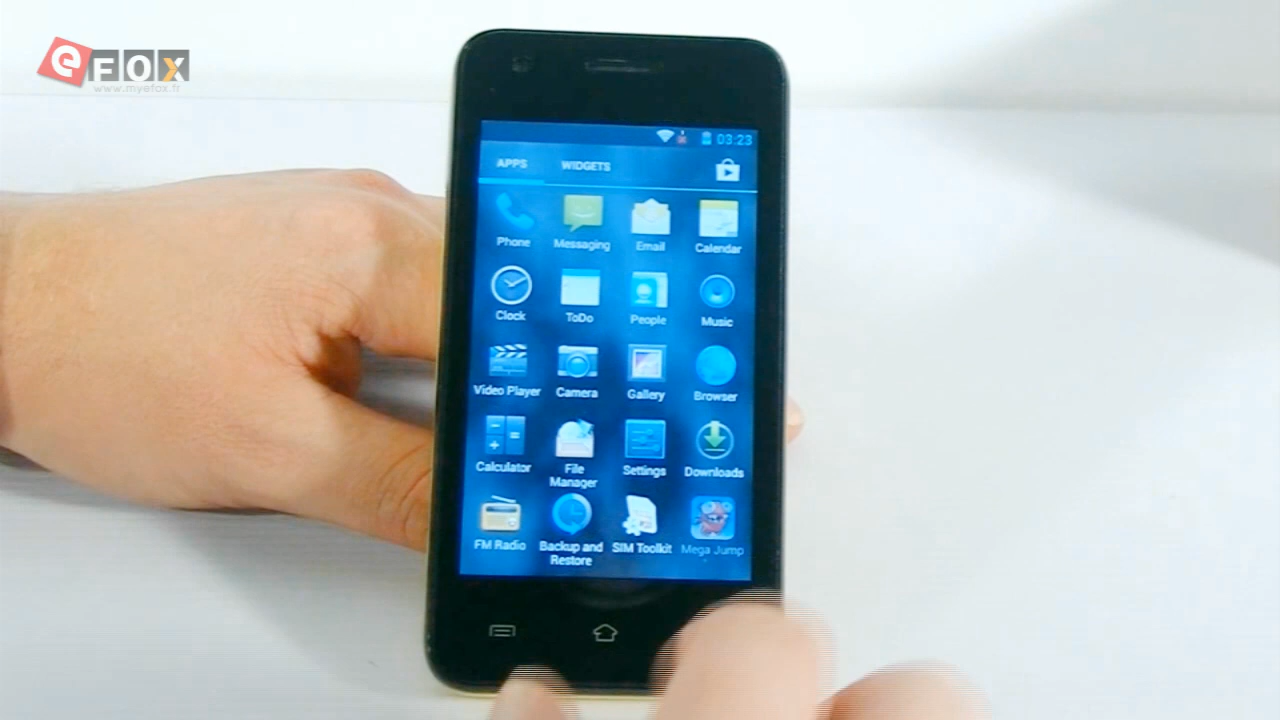 eFOX
www.myefox.fr
03:23
APPS WIDGETS
Phone Messaging Email Calendar
Clock ToDo People Music
Video Player Camera Gallery Browser
Calculator File Manager Settings Downloads
FM Radio Backup and Restore SIM Toolkit Mega Jump